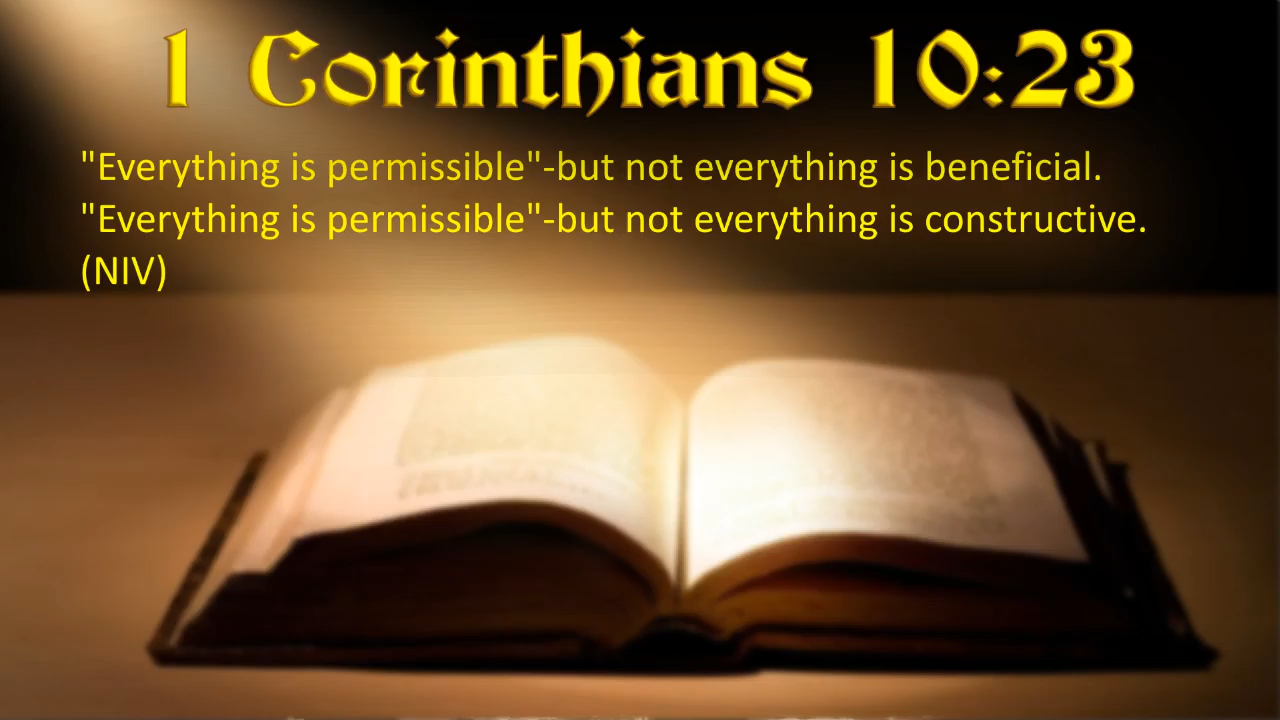 1 Corinthians 10:23
"Everything is permissible"-but not everything is beneficial.
"Everything is permissible"-but not everything is constructive.
(NIV)